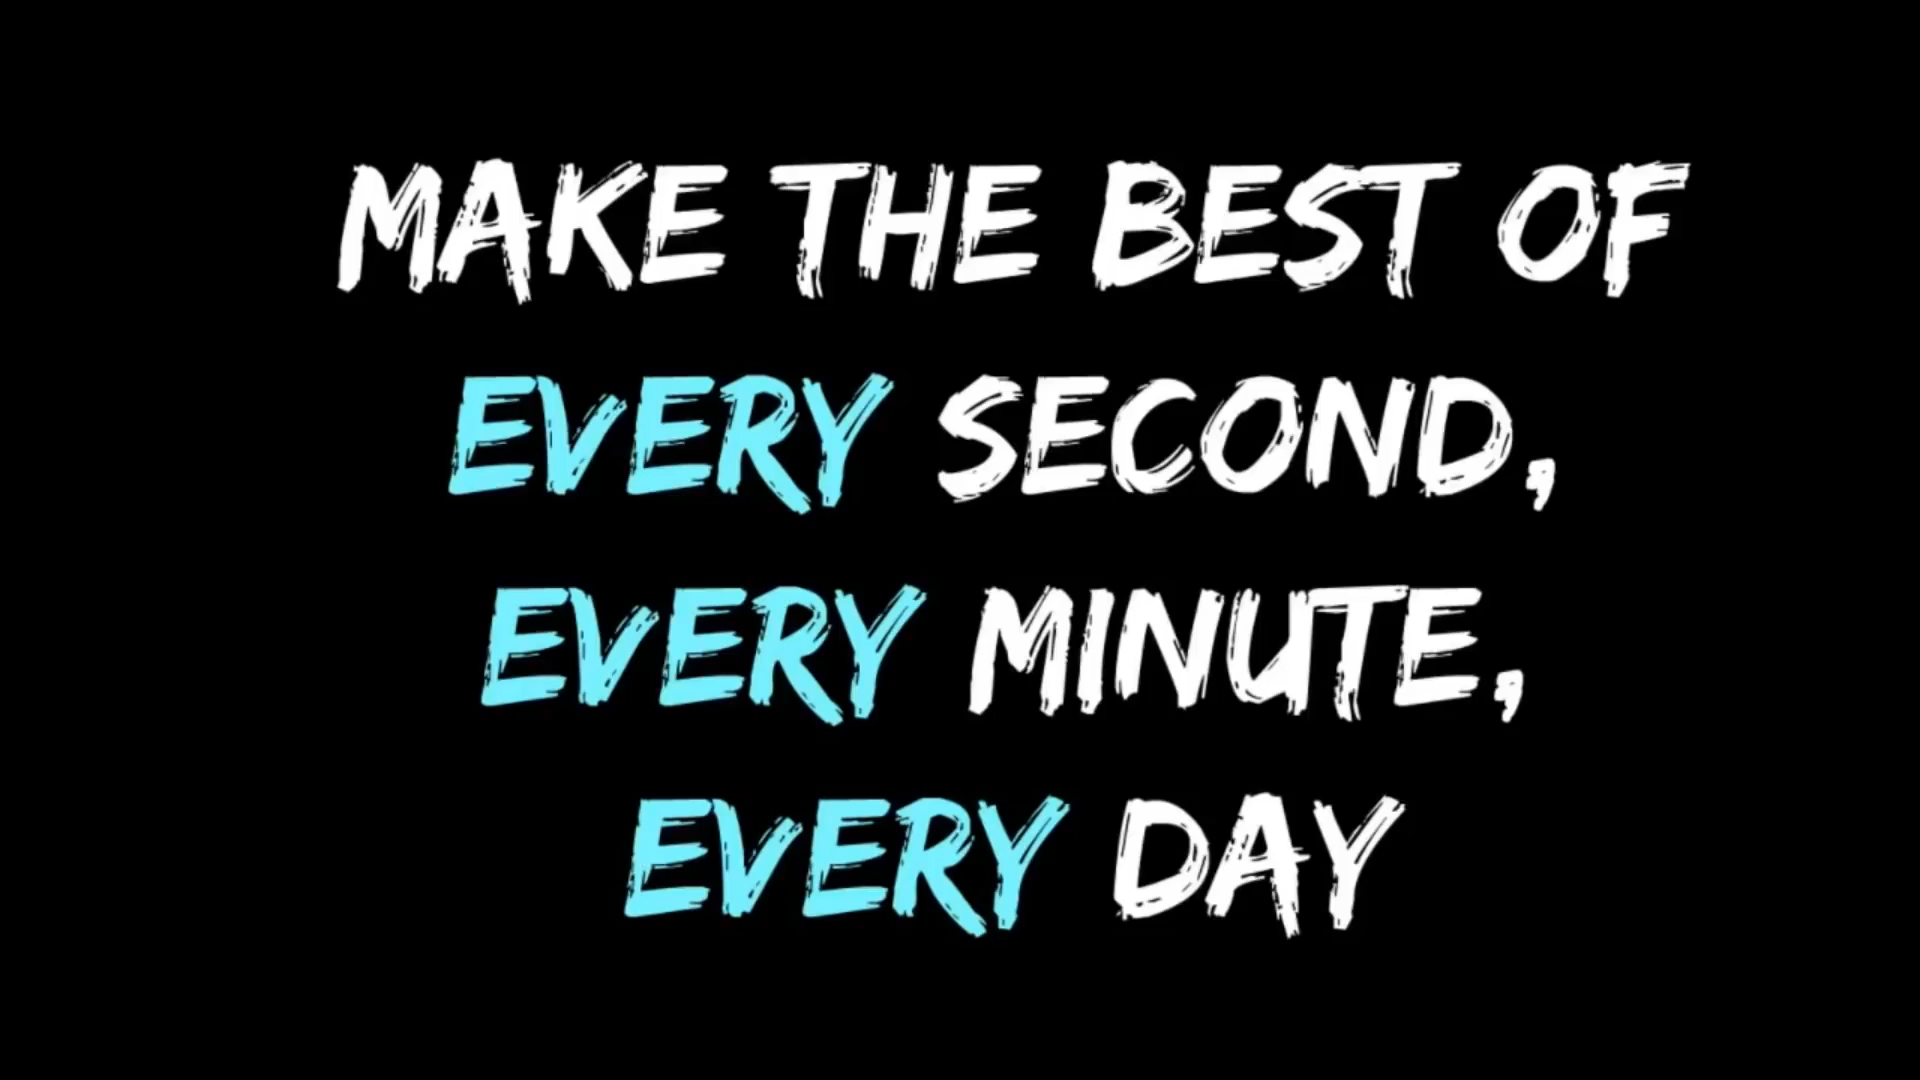 MAKE THE BEST OF
EVERY SECOND,
EVERY MINUTE,
EVERY DAY